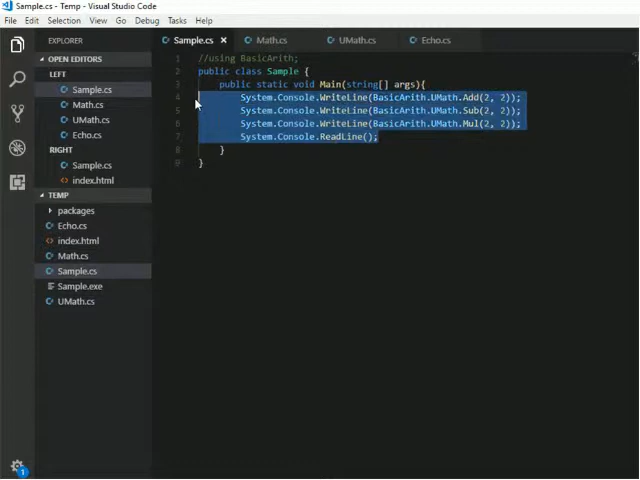 Sample.cs - Temp - Visual Studio Code
File Edit Selection View Go Debug Tasks Help
EXPLORER
OPEN EDITORS
LEFT
Sample.cs
Math.cs
UMath.cs
Echo.cs
RIGHT
Sample.cs
index.html
TEMP
packages
Echo.cs
index.html
Math.cs
Sample.cs
Sample.exe
UMath.cs
1
Sample.cs × Math.cs UMath.cs Echo.cs
1 //using BasicArith;
2 public class Sample {
3 public static void Main(string[] args){
4 System.Console.WriteLine(BasicArith.UMath.Add(2, 2));
5 System.Console.WriteLine(BasicArith.UMath.Sub(2, 2));
6 System.Console.WriteLine(BasicArith.UMath.Mul(2, 2));
7 System.Console.ReadLine();
8 }
9 }